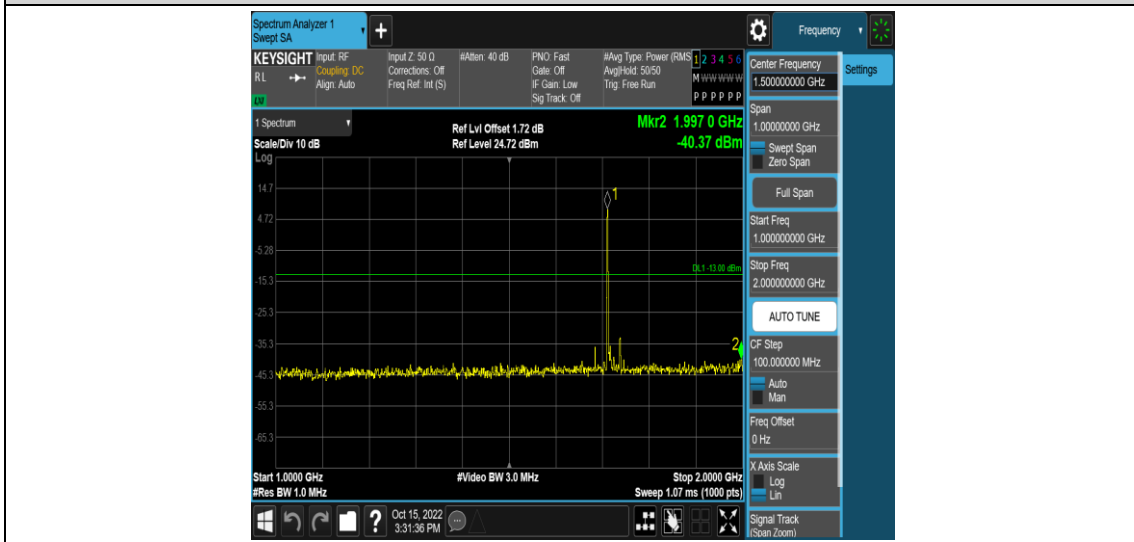 Spectrum Analyzer 1
Swept SA
+
Frequency
KEYSIGHT
RL
Input: RF
Coupling: DC
Align: Auto
Input Z: 50 Ω
Corrections: Off
Freq Ref: Int (S)
#Atten: 40 dB
PNO: Fast
Gate: Off
IF Gain: Low
Sig Track: Off
#Avg Type: Power (RMS
Avg|Hold: 50/50
Trig: Free Run
1 2 3 4 5 6
M W W W W W
P P P P P P
1 Spectrum
Scale/Div 10 dB
Log
Ref Lvl Offset 1.72 dB
Ref Level 24.72 dBm
Mkr2 1.997 0 GHz
-40.37 dBm
14.7
4.72
-5.28
-15.3
-25.3
-35.3
-45.3
-55.3
-65.3
1
DL1 -13.00 dBm
2
Start 1.0000 GHz
#Res BW 1.0 MHz
#Video BW 3.0 MHz
Stop 2.0000 GHz
Sweep 1.07 ms (1000 pts)
?
Oct 15, 2022
3:31:36 PM
Center Frequency
1.500000000 GHz
Settings
Span
1.00000000 GHz
Swept Span
Zero Span
Full Span
Start Freq
1.000000000 GHz
Stop Freq
2.000000000 GHz
AUTO TUNE
CF Step
100.000000 MHz
Auto
Man
Freq Offset
0 Hz
X Axis Scale
Log
Lin
Signal Track
(Span Zoom)